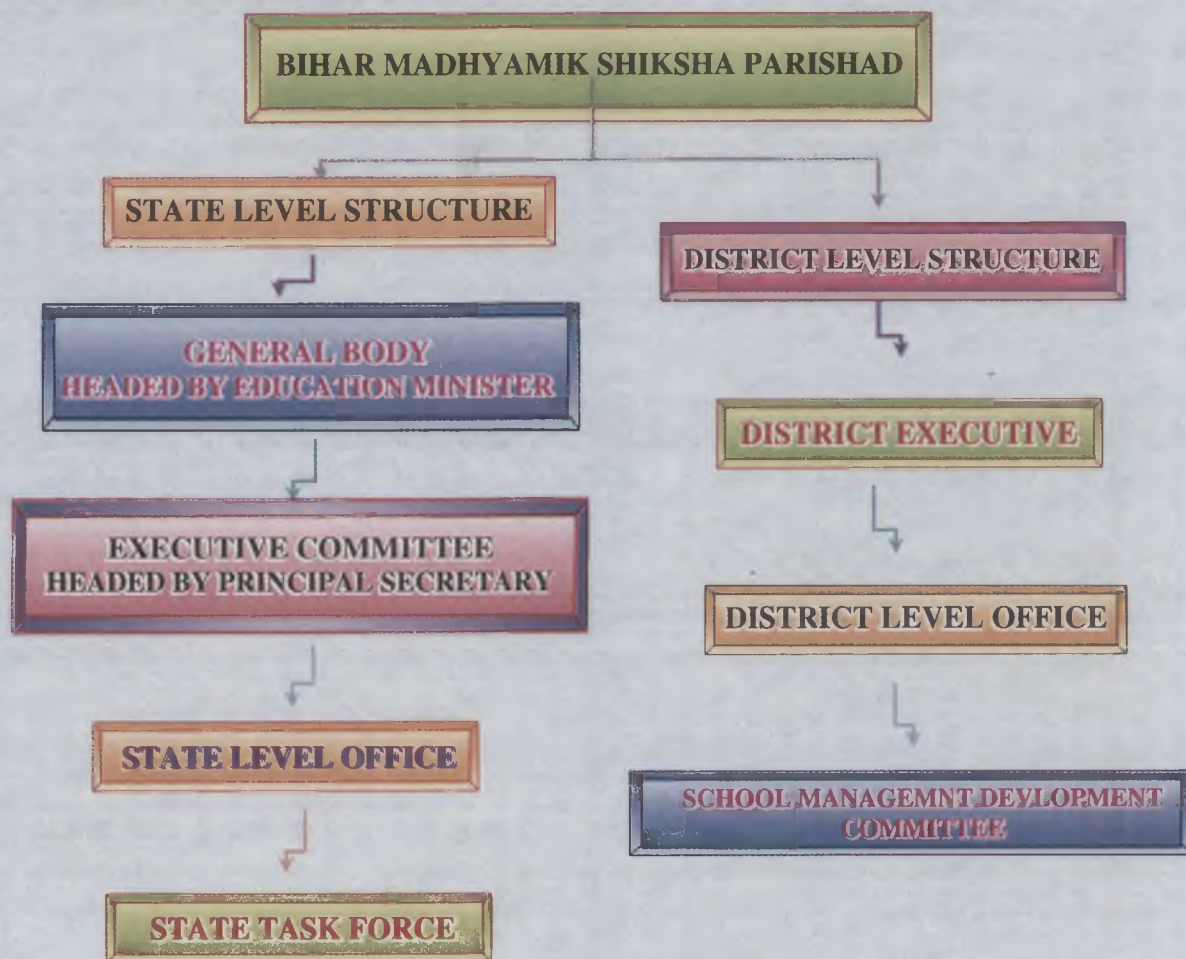 BIHAR MADHYAMIK SHIKSHA PARISHAD
STATE LEVEL STRUCTURE
GENERAL BODY
HEADED BY EDUCATION MINISTER
EXECUTIVE COMMITTEE
HEADED BY PRINCIPAL SECRETARY
STATE LEVEL OFFICE
STATE TASK FORCE
DISTRICT LEVEL STRUCTURE
DISTRICT EXECUTIVE
DISTRICT LEVEL OFFICE
SCHOOL MANAGEMNT DEVLOPMENT
COMMITTEE